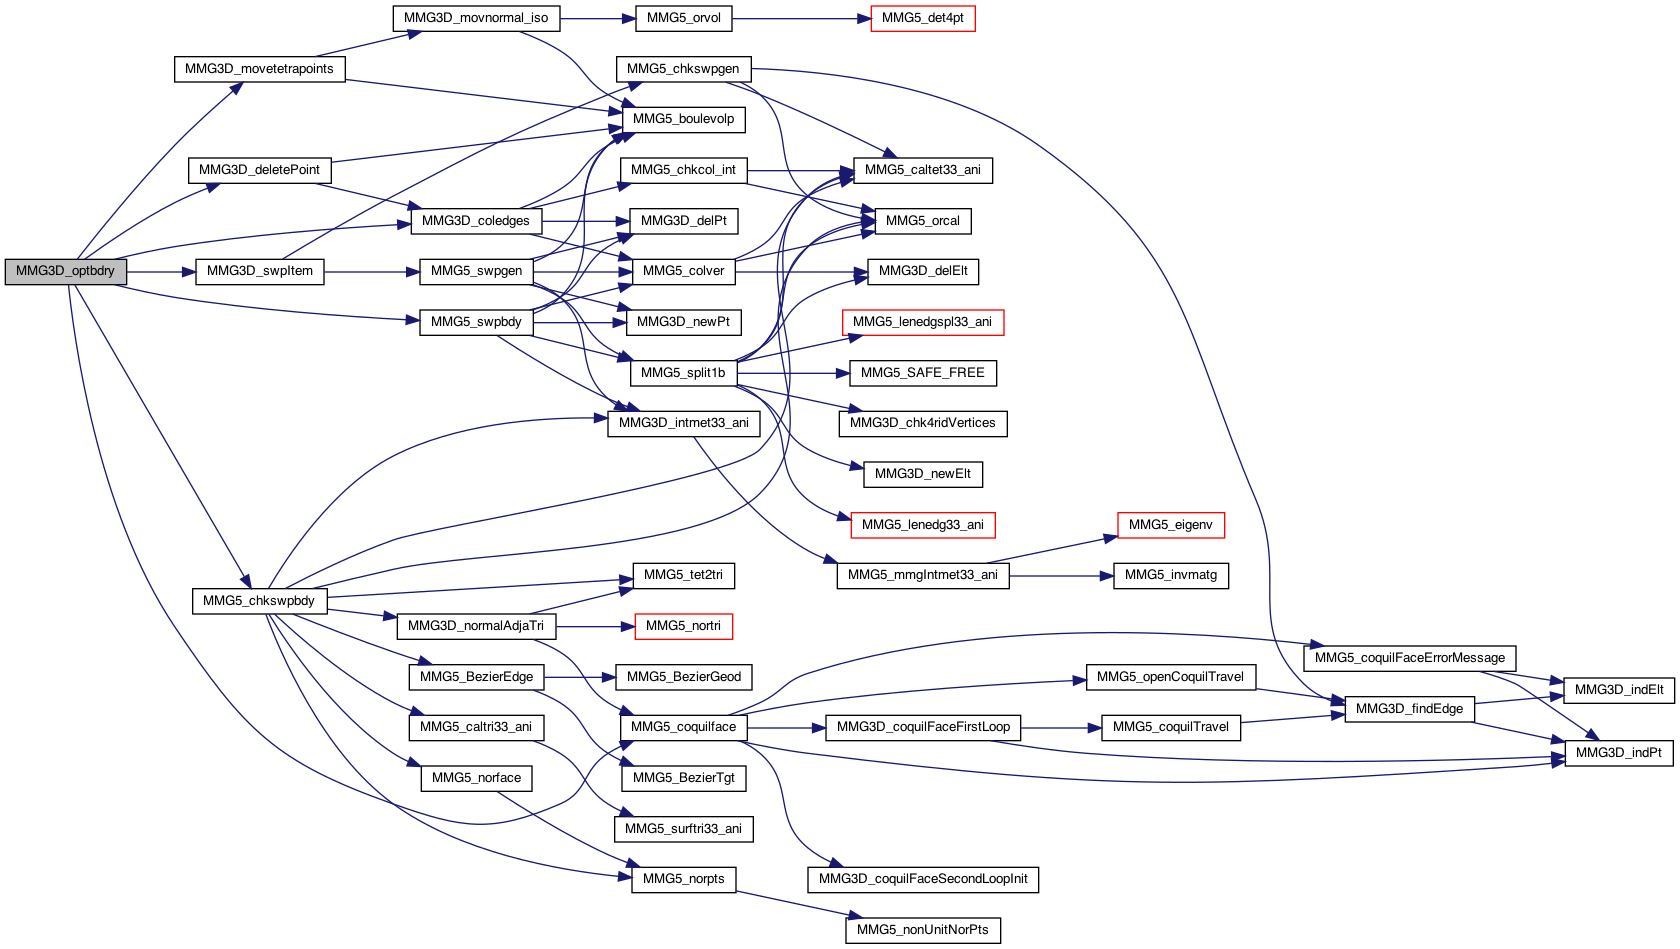 MMG3D_optbdry
MMG3D_movetetrapoints
MMG3D_deletePoint
MMG3D_swpItem
MMG5_chkswpbdy
MMG3D_movnormal_iso
MMG3D_coledges
MMG5_swpgen
MMG5_swpbdy
MMG3D_normalAdjaTri
MMG5_BezierEdge
MMG5_caltri33_ani
MMG5_norface
MMG5_orvol
MMG5_chkswpgen
MMG5_boulevolp
MMG5_chkcol_int
MMG3D_delPt
MMG5_colver
MMG3D_newPt
MMG5_split1b
MMG3D_intmet33_ani
MMG5_tet2tri
MMG5_nortri
MMG5_BezierGeod
MMG5_coquilface
MMG5_BezierTgt
MMG5_surftri33_ani
MMG5_norpts
MMG5_det4pt
MMG5_caltet33_ani
MMG5_orcal
MMG3D_delElt
MMG5_lenedgspl33_ani
MMG5_SAFE_FREE
MMG3D_chk4ridVertices
MMG3D_newElt
MMG5_lenedg33_ani
MMG5_mmgIntmet33_ani
MMG3D_coquilFaceFirstLoop
MMG3D_coquilFaceSecondLoopInit
MMG5_nonUnitNorPts
MMG5_eigenv
MMG5_invmatg
MMG5_openCoquilTravel
MMG5_coquilTravel
MMG5_coquilFaceErrorMessage
MMG3D_findEdge
MMG3D_indElt
MMG3D_indPt